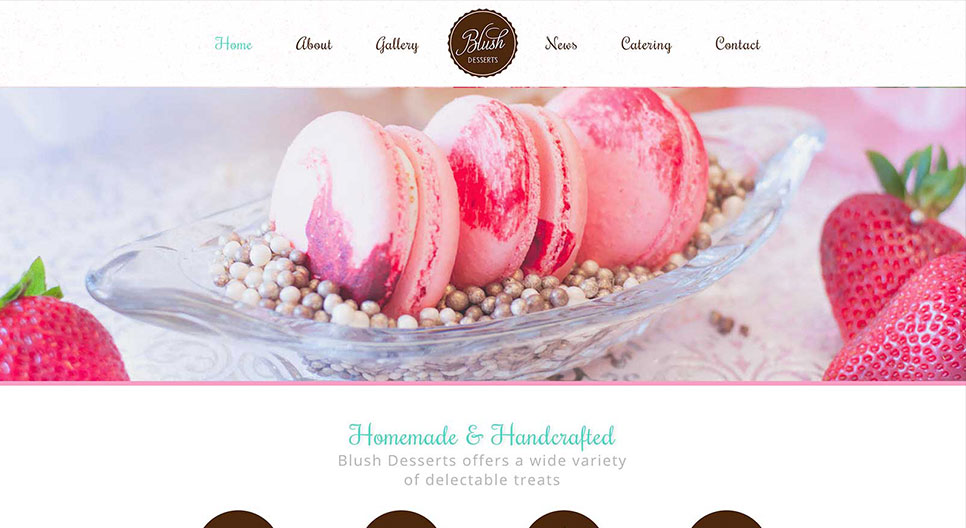 Home About Gallery Blush DESSERTS News Catering Contact
Homemade & Handcrafted
Blush Desserts offers a wide variety
of delectable treats